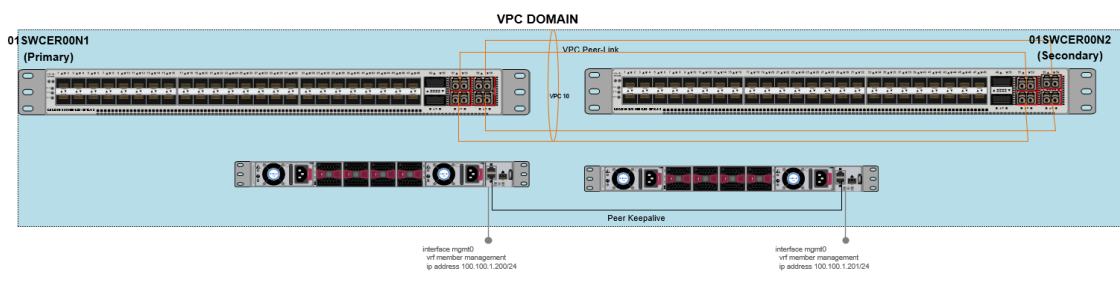 VPC DOMAIN
01SWCER00N1
(Primary)
01SWCER00N2
(Secondary)
VPC Peer-Link
VPC 10
Peer Keepalive
interface mgmt0
vrf member management
ip address 100.100.1.200/24
interface mgmt0
vrf member management
ip address 100.100.1.201/24